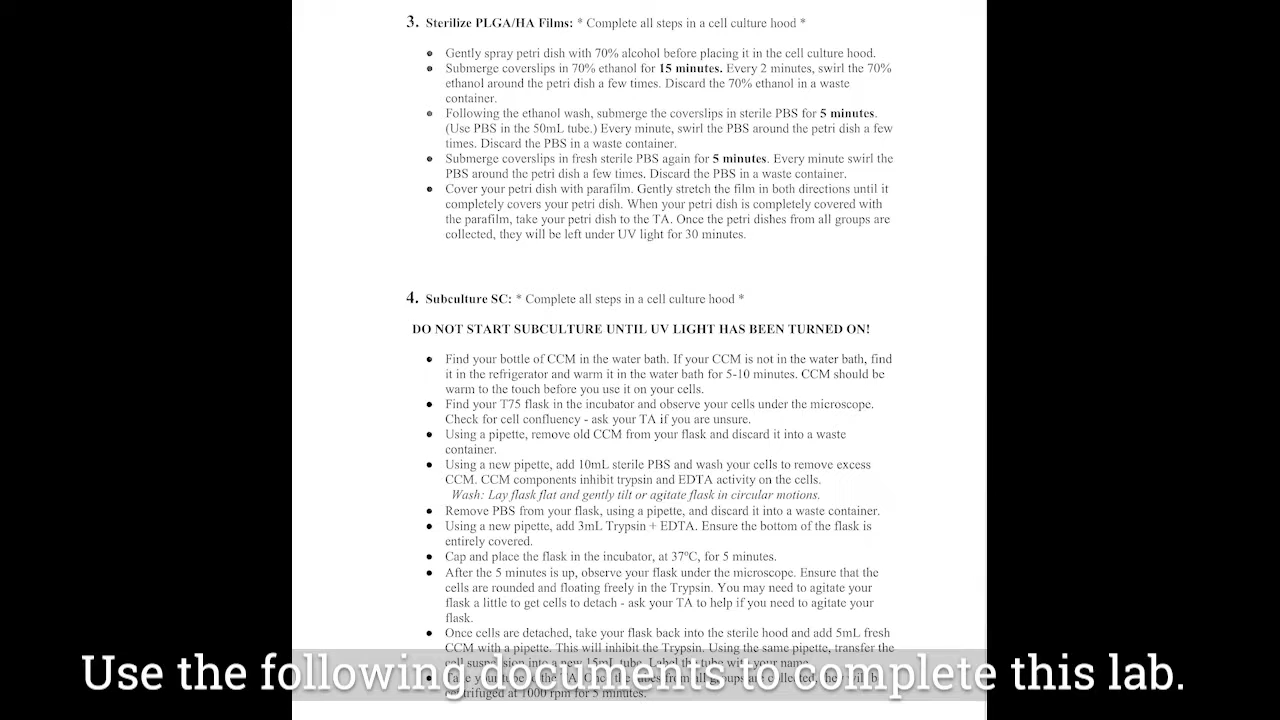 3. Sterilize PLGA/HA Films: * Complete all steps in a cell culture hood *
● Gently spray petri dish with 70% alcohol before placing it in the cell culture hood.
● Submerge coverslips in 70% ethanol for 15 minutes. Every 2 minutes, swirl the 70%
ethanol around the petri dish a few times. Discard the 70% ethanol in a waste
container.
● Following the ethanol wash, submerge the coverslips in sterile PBS for 5 minutes.
(Use PBS in the 50mL tube.) Every minute, swirl the PBS around the petri dish a few
times. Discard the PBS in a waste container.
● Submerge coverslips in fresh sterile PBS again for 5 minutes. Every minute swirl the
PBS around the petri dish a few times. Discard the PBS in a waste container.
● Cover your petri dish with parafilm. Gently stretch the film in both directions until it
completely covers your petri dish. When your petri dish is completely covered with
the parafilm, take your petri dish to the TA. Once the petri dishes from all groups are
collected, they will be left under UV light for 30 minutes.
4. Subculture SC: * Complete all steps in a cell culture hood *
DO NOT START SUBCULTURE UNTIL UV LIGHT HAS BEEN TURNED ON!
● Find your bottle of CCM in the water bath. If your CCM is not in the water bath, find
it in the refrigerator and warm it in the water bath for 5-10 minutes. CCM should be
warm to the touch before you use it on your cells.
● Find your T75 flask in the incubator and observe your cells under the microscope.
Check for cell confluency - ask your TA if you are unsure.
● Using a pipette, remove old CCM from your flask and discard it into a waste
container.
● Using a new pipette, add 10mL sterile PBS and wash your cells to remove excess
CCM. CCM components inhibit trypsin and EDTA activity on the cells.
Wash: Lay flask flat and gently tilt or agitate flask in circular motions.
● Remove PBS from your flask, using a pipette, and discard it into a waste container.
● Using a new pipette, add 3mL Trypsin + EDTA. Ensure the bottom of the flask is
entirely covered.
● Cap and place the flask in the incubator, at 37ºC, for 5 minutes.
● After the 5 minutes is up, observe your flask under the microscope. Ensure that the
cells are rounded and floating freely in the Trypsin. You may need to agitate your
flask a little to get cells to detach - ask your TA to help if you need to agitate your
flask.
● Once cells are detached, take your flask back into the sterile hood and add 5mL fresh
CCM with a pipette. This will inhibit the Trypsin. Using the same pipette, transfer the
cell suspension into a new 15mL tube. Label the tube with your name.
at 1000 rpm for 5 minutes.
Use the following documents to complete this lab.